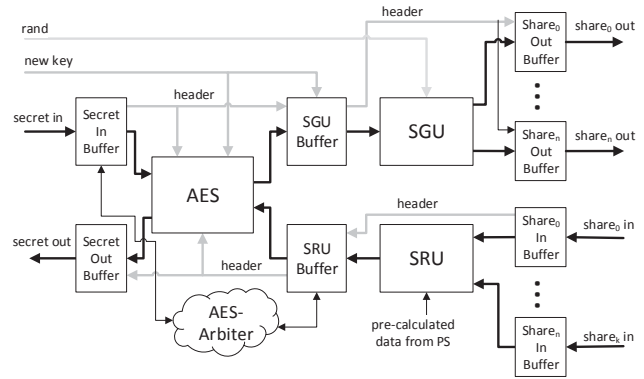 header
rand
new key
header
secret in
Secret
In
Buffer
SGU
Buffer
SGU
Share₀
Out
Buffer
share₀ out
Shareₙ
Out
Buffer
shareₙ out
AES
secret out
Secret
Out
Buffer
header
SRU
Buffer
header
SRU
Share₀
In
Buffer
share₀ in
AES-
Arbiter
pre-calculated
data from PS
Shareₙ
In
Buffer
shareₖ in